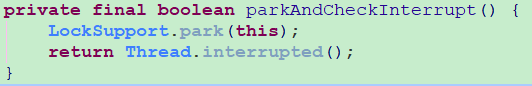 private final boolean parkAndCheckInterrupt() {
    LockSupport.park(this);
    return Thread.interrupted();
}